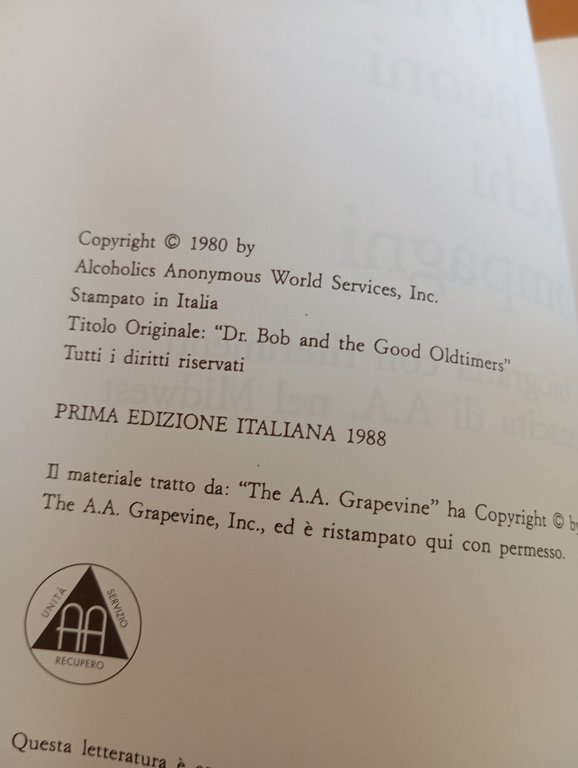 Copyright © 1980 by
Alcoholics Anonymous World Services, Inc.
Stampato in Italia
Titolo Originale: “Dr. Bob and the Good Oldtimers”
Tutti i diritti riservati
PRIMA EDIZIONE ITALIANA 1988
Il materiale tratto da: “The A.A. Grapevine” ha Copyright © by
The A.A. Grapevine, Inc., ed è ristampato qui con permesso.
UNITÀ
SERVIZIO
AA
RECUPERO
Questa letteratura è